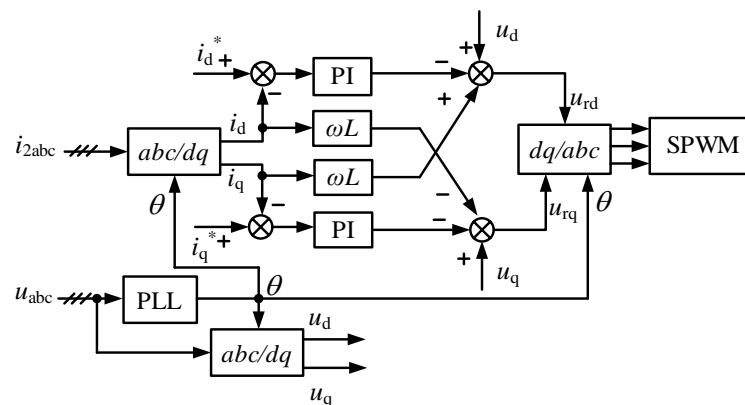 u_d
i_d^* + − PI − + +
i_d ωL u_rd
i_2abc abc/dq dq/abc SPWM
i_q ωL
θ − − u_rq θ
i_q^* + PI − +
u_q
u_abc PLL θ
abc/dq u_d
u_q